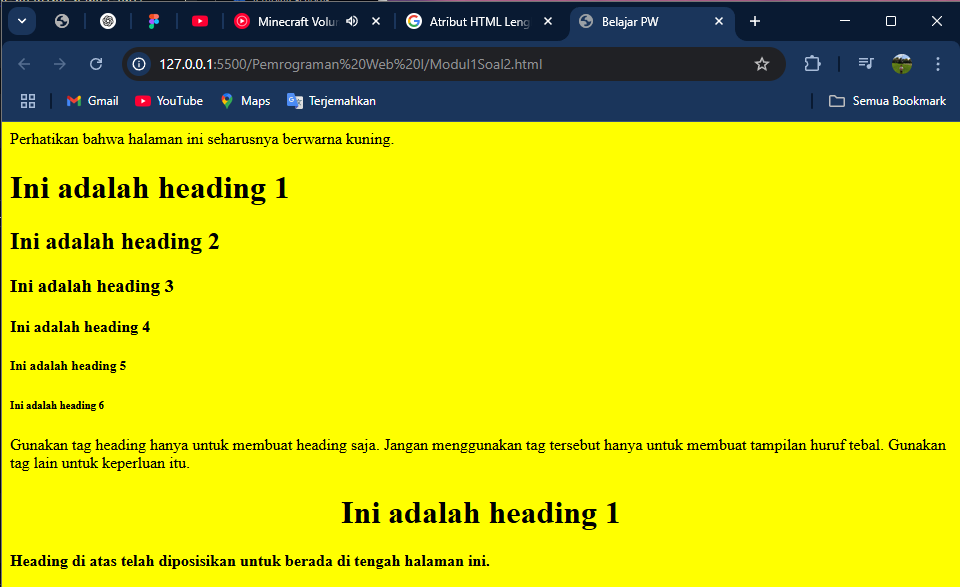 Minecraft Volu
Atribut HTML Leng
Belajar PW
127.0.0.1:5500/Pemrograman%20Web%20I/Modul1Soal2.html
Gmail
YouTube
Maps
Terjemahkan
Semua Bookmark
Perhatikan bahwa halaman ini seharusnya berwarna kuning.
Ini adalah heading 1
Ini adalah heading 2
Ini adalah heading 3
Ini adalah heading 4
Ini adalah heading 5
Ini adalah heading 6
Gunakan tag heading hanya untuk membuat heading saja. Jangan menggunakan tag tersebut hanya untuk membuat tampilan huruf tebal. Gunakan
tag lain untuk keperluan itu.
Ini adalah heading 1
Heading di atas telah diposisikan untuk berada di tengah halaman ini.